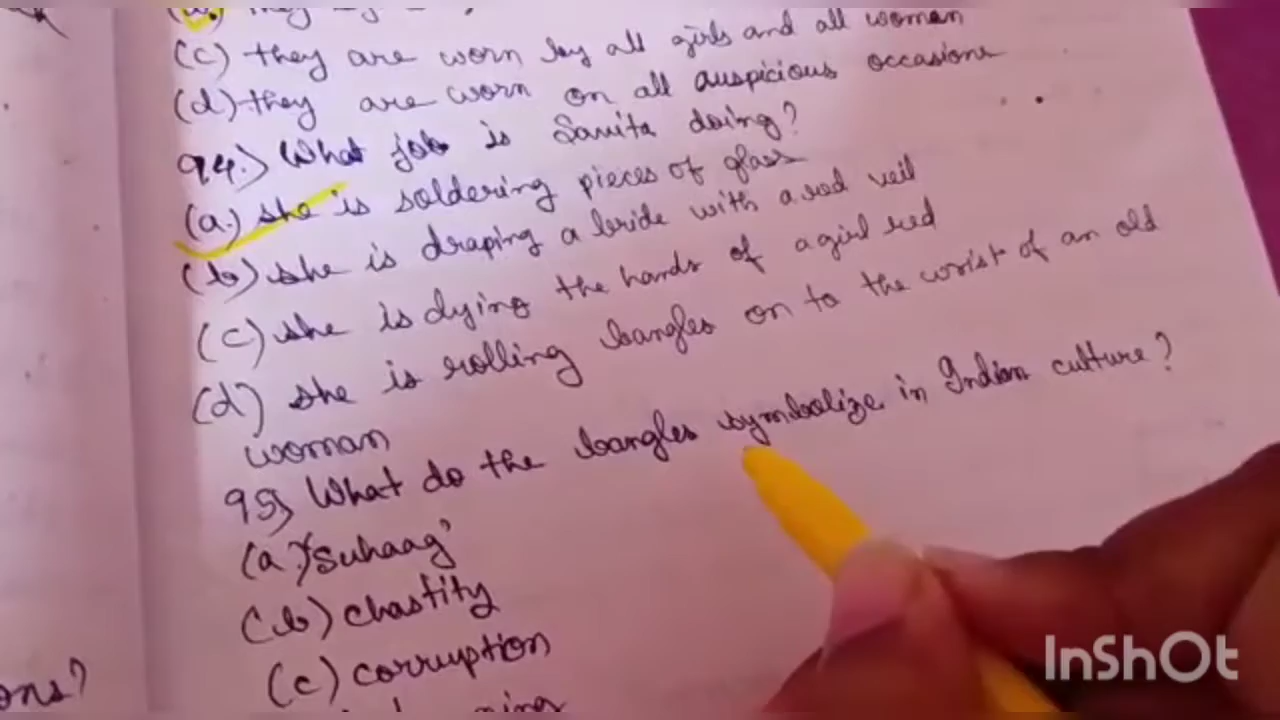 (c) they are worn by all girls and all women
(d) they are worn on all auspicious occasions
94.) What job is Savita doing?
(a.) she is soldering pieces of glass
(b) she is draping a bride with a red veil
(c) she is dying the hands of a girl red
(d) she is rolling bangles on to the wrist of an old
woman
95) What do the bangles symbolize in Indian culture?
(a.) 'suhaag'
(b) chastity
(c) corruption
ons?
InShOt